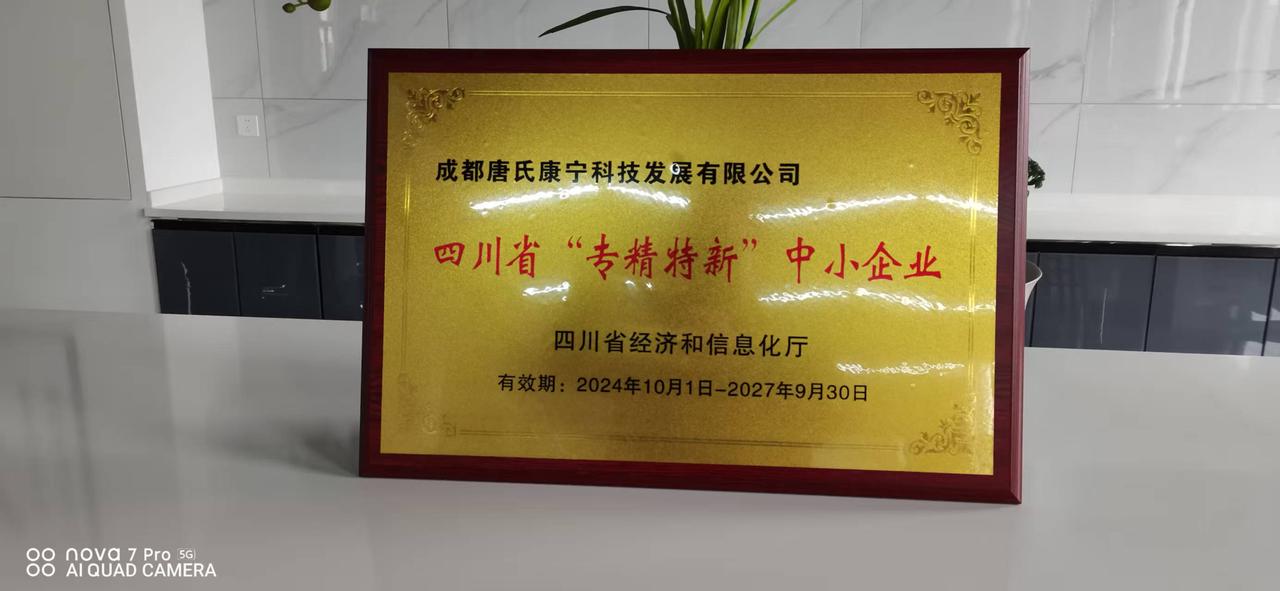 成都唐氏康宁科技发展有限公司
四川省“专精特新”中小企业
四川省经济和信息化厅
有效期：2024年10月1日-2027年9月30日
nova 7 Pro 5G
AI QUAD CAMERA